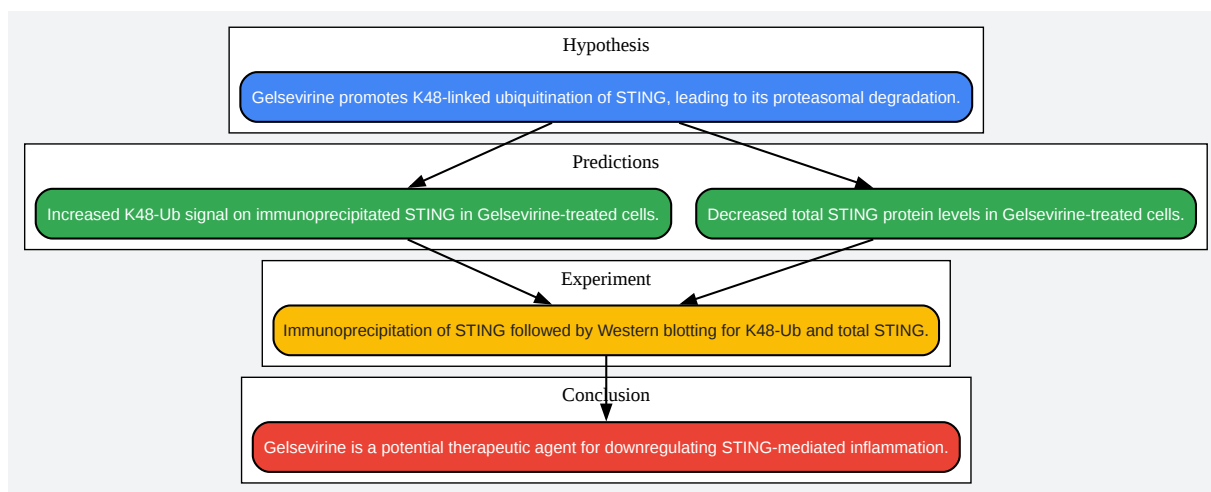 Hypothesis
Gelsevirine promotes K48-linked ubiquitination of STING, leading to its proteasomal degradation.
Predictions
Increased K48-Ub signal on immunoprecipitated STING in Gelsevirine-treated cells.
Decreased total STING protein levels in Gelsevirine-treated cells.
Experiment
Immunoprecipitation of STING followed by Western blotting for K48-Ub and total STING.
Conclusion
Gelsevirine is a potential therapeutic agent for downregulating STING-mediated inflammation.